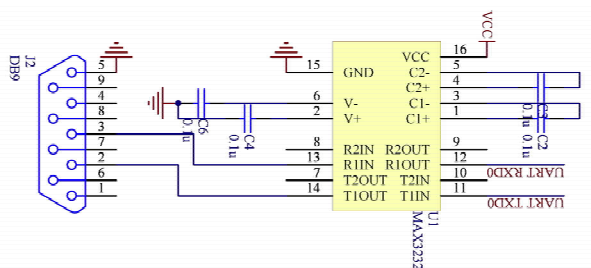 J2
DB9
5
9
4
8
3
7
2
6
1
C6
0.1u
C4
0.1u
15 GND
6 V-
2 V+
8 R2IN
13 R1IN
7 T2OUT
14 T1OUT
VCC
VCC 16
C2- 5
C2+ 4
C1- 3
C1+ 1
R2OUT 9
R1OUT 12
T2IN 10
T1IN 11
C3
0.1u
C2
0.1u
UART RXD0
UART TXD0
U1
MAX3232